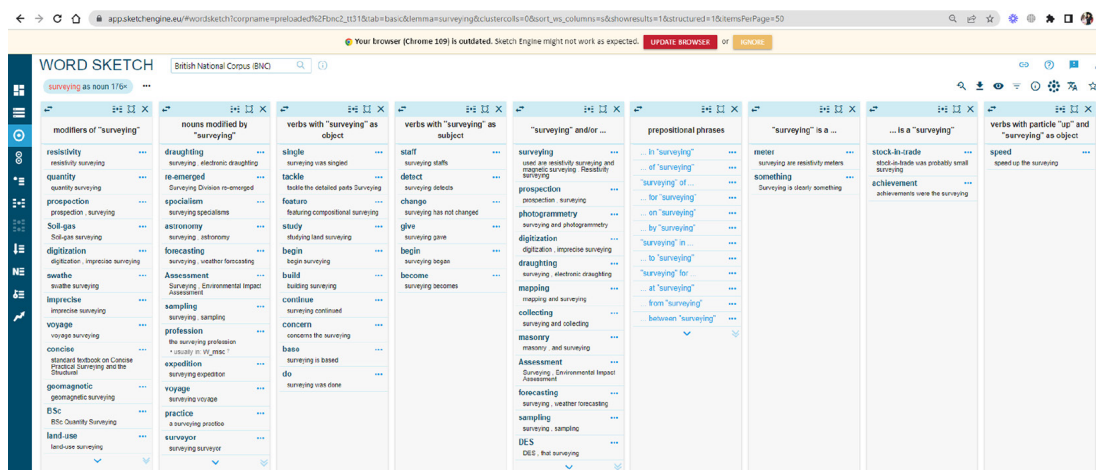 app.sketchengine.eu/#wordsketch?corpname=preloaded%2Fbnc2_tt31&tab=basic&lemma=surveying&clustercolls=0&sort_ws_columns=s&showresults=1&structured=1&itemsPerPage=50
Your browser (Chrome 109) is outdated. Sketch Engine might not work as expected. UPDATE BROWSER or IGNORE
WORD SKETCH
British National Corpus (BNC)
surveying as noun 176×
modifiers of "surveying"
resistivity
resistivity surveying
quantity
quantity surveying
prospection
prospection , surveying
Soil-gas
Soil-gas surveying
digitization
digitization , imprecise surveying
swathe
swathe surveying
imprecise
imprecise surveying
voyage
voyage surveying
concise
standard textbook on Concise
Practical Surveying and the
Structural
geomagnetic
geomagnetic surveying
BSc
BSc Quantity Surveying
land-use
land-use surveying
nouns modified by
"surveying"
draughting
surveying , electronic draughting
re-emerged
Surveying Division re-emerged
specialism
surveying specialisms
astronomy
surveying , astronomy
forecasting
surveying , weather forecasting
Assessment
Surveying , Environmental Impact
Assessment
sampling
surveying , sampling
profession
the surveying profession
• usually in: W_misc ?
expedition
surveying expedition
voyage
surveying voyage
practice
a surveying practice
surveyor
surveying surveyor
verbs with "surveying" as
object
single
surveying was singled
tackle
tackle the detailed parts Surveying
feature
featuring compositional surveying
study
studying land surveying
begin
begin surveying
build
building surveying
continue
surveying continued
concern
concerns the surveying
base
surveying is based
do
surveying was done
verbs with "surveying" as
subject
staff
surveying staffs
detect
surveying detects
change
surveying has not changed
give
surveying gave
begin
surveying began
become
surveying becomes
"surveying" and/or ...
surveying
used are resistivity surveying and
magnetic surveying Resistivity
surveying
prospection
prospection , surveying
photogrammetry
surveying and photogrammetry
digitization
digitization , imprecise surveying
draughting
surveying , electronic draughting
mapping
mapping and surveying
collecting
surveying and collecting
masonry
masonry , and surveying
Assessment
Surveying , Environmental Impact
Assessment
forecasting
surveying , weather forecasting
sampling
surveying , sampling
DES
DES , that surveying
prepositional phrases
... in "surveying"
... of "surveying"
"surveying" of ...
... for "surveying"
... on "surveying"
... by "surveying"
"surveying" in ...
... to "surveying"
"surveying" for ...
... at "surveying"
... from "surveying"
... between "surveying"
"surveying" is a ...
meter
surveying are resistivity meters
something
Surveying is clearly something
... is a "surveying"
stock-in-trade
stock-in-trade was probably small
surveying
achievement
achievements were the surveying
verbs with particle "up" and
"surveying" as object
speed
speed up the surveying